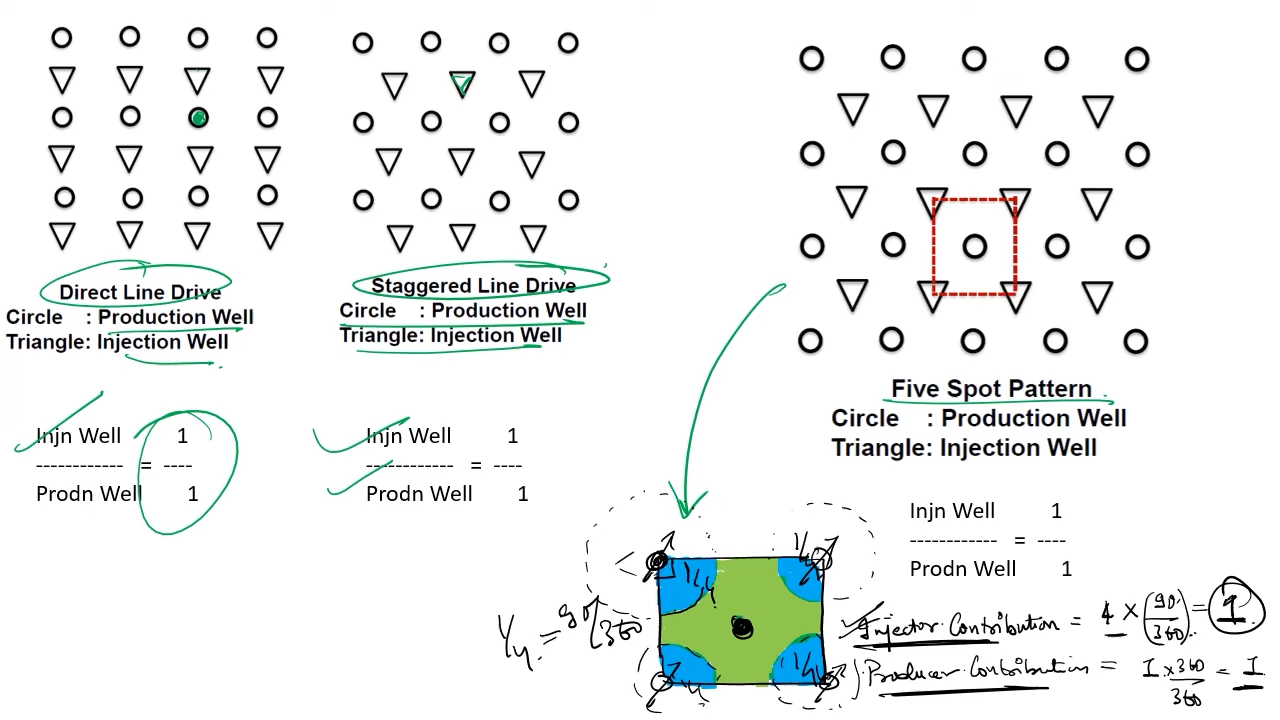 Direct Line Drive
Circle : Production Well
Triangle: Injection Well
Staggered Line Drive
Circle : Production Well
Triangle: Injection Well
Five Spot Pattern
Circle : Production Well
Triangle: Injection Well
Injn Well 1
------------ = ----
Prodn Well 1
Injn Well 1
------------ = ----
Prodn Well 1
Injn Well 1
------------ = ----
Prodn Well 1
1/4 = 90/360
1/4
1/4
1/4
Injector Contribution = 4 × (90/360) = 1
Producer Contribution = 1 × 360/360 = 1